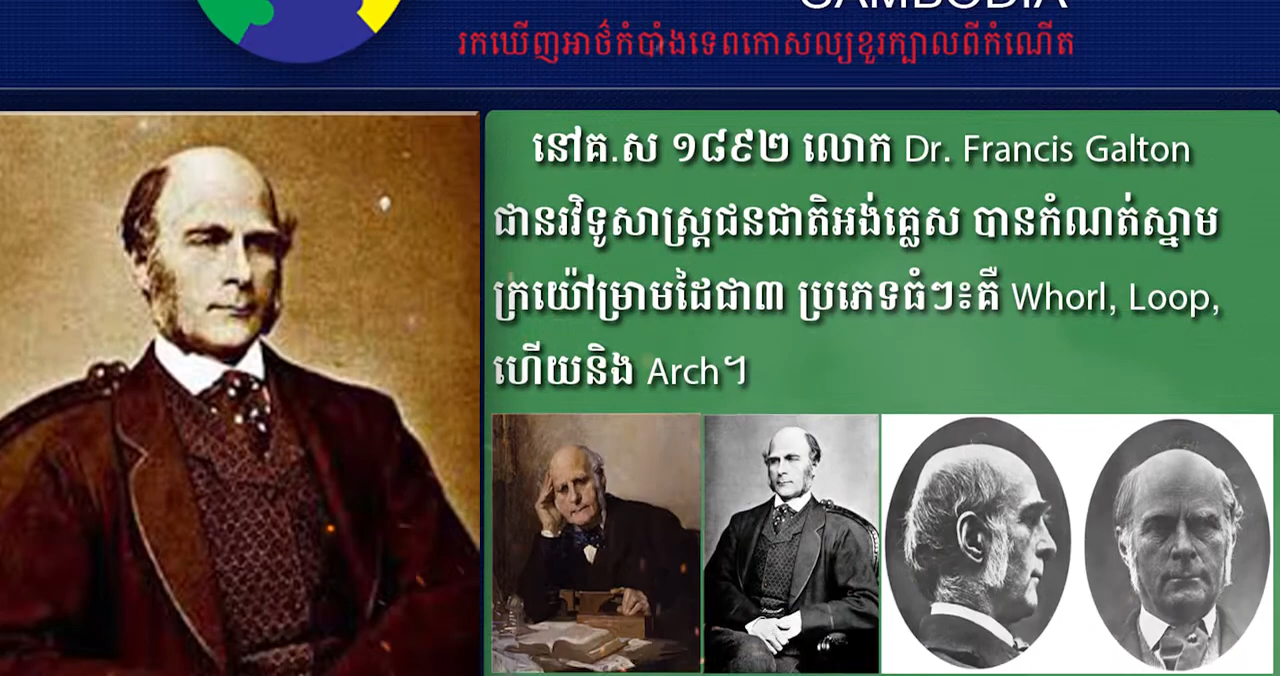 CAMBODIA
រកឃើញអាថ៌កំបាំងទេពកោសល្យខួរក្បាលពីកំណើត
នៅគ.ស ១៨៩២ លោក Dr. Francis Galton
ជានរវិទូសាស្ត្រជនជាតិអង់គ្លេស បានកំណត់ស្នាម
ក្រយ៉ៅម្រាមដៃជា៣ ប្រភេទធំៗ៖គឺ Whorl, Loop,
ហើយនិង Arch។